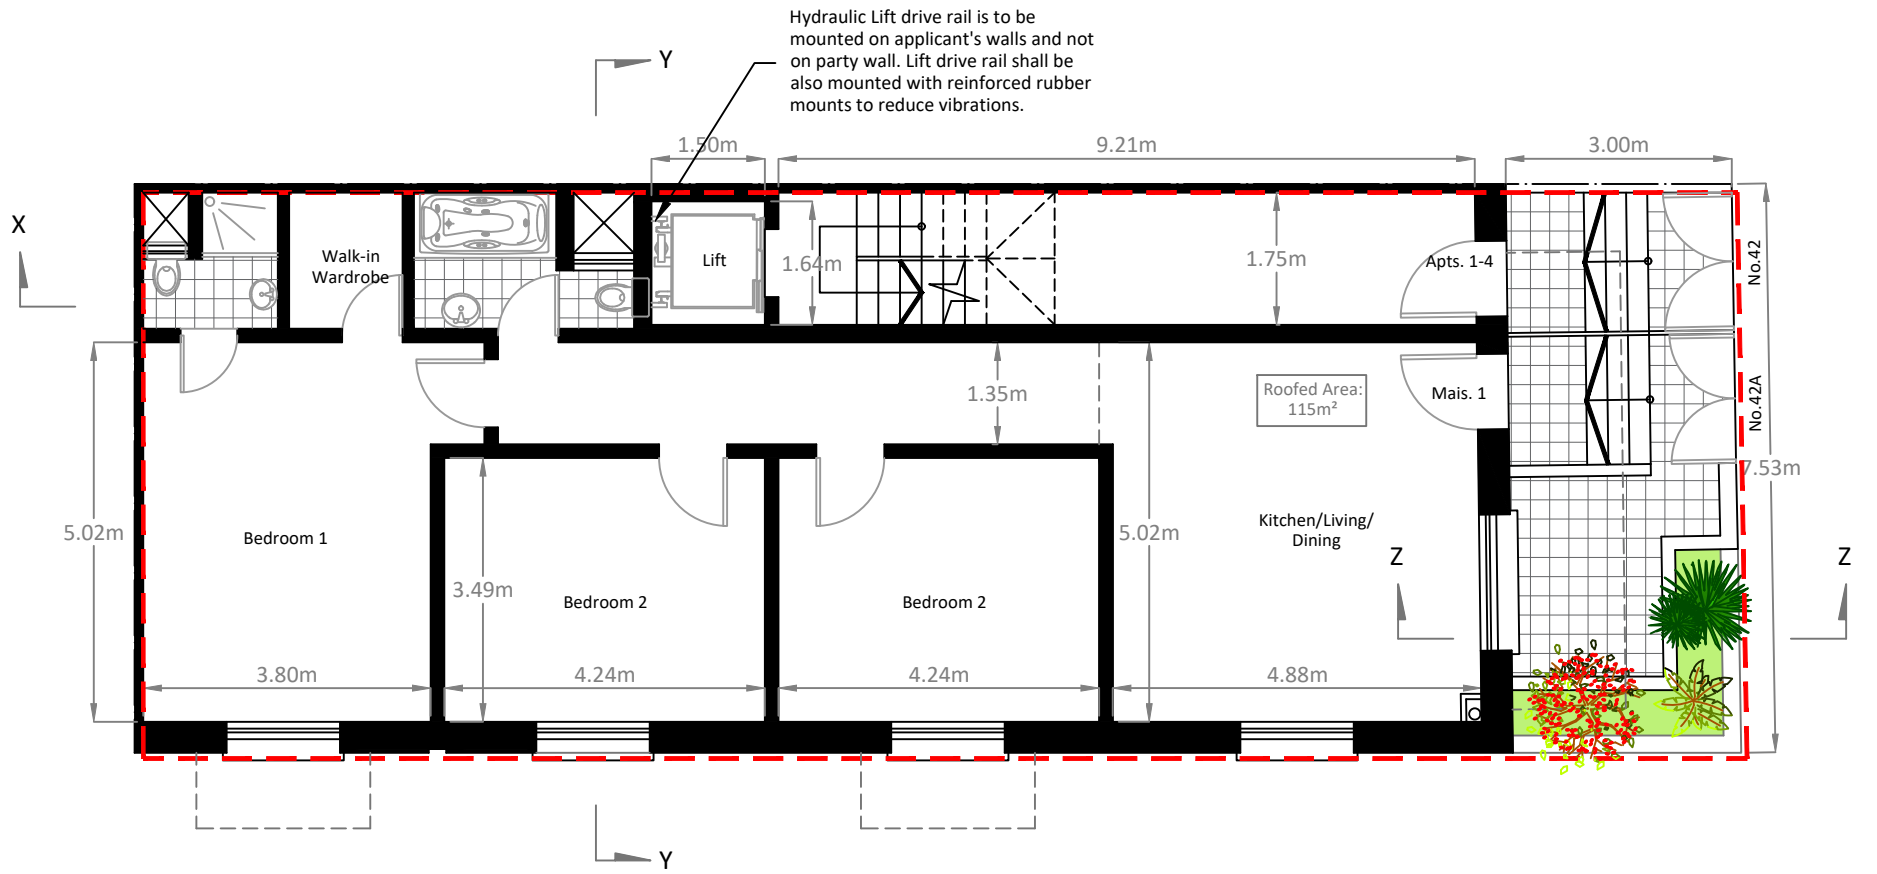 Hydraulic Lift drive rail is to be
mounted on applicant's walls and not
on party wall. Lift drive rail shall be
also mounted with reinforced rubber
mounts to reduce vibrations.
Y
1.50m
9.21m
3.00m
X
Walk-in
Wardrobe
Lift
1.64m
1.75m
Apts. 1-4
No.42
1.35m
Roofed Area:
115m²
Mais. 1
No.42A
7.53m
5.02m
Bedroom 1
3.49m
Bedroom 2
Bedroom 2
5.02m
Kitchen/Living/
Dining
Z
Z
3.80m
4.24m
4.24m
4.88m
Y